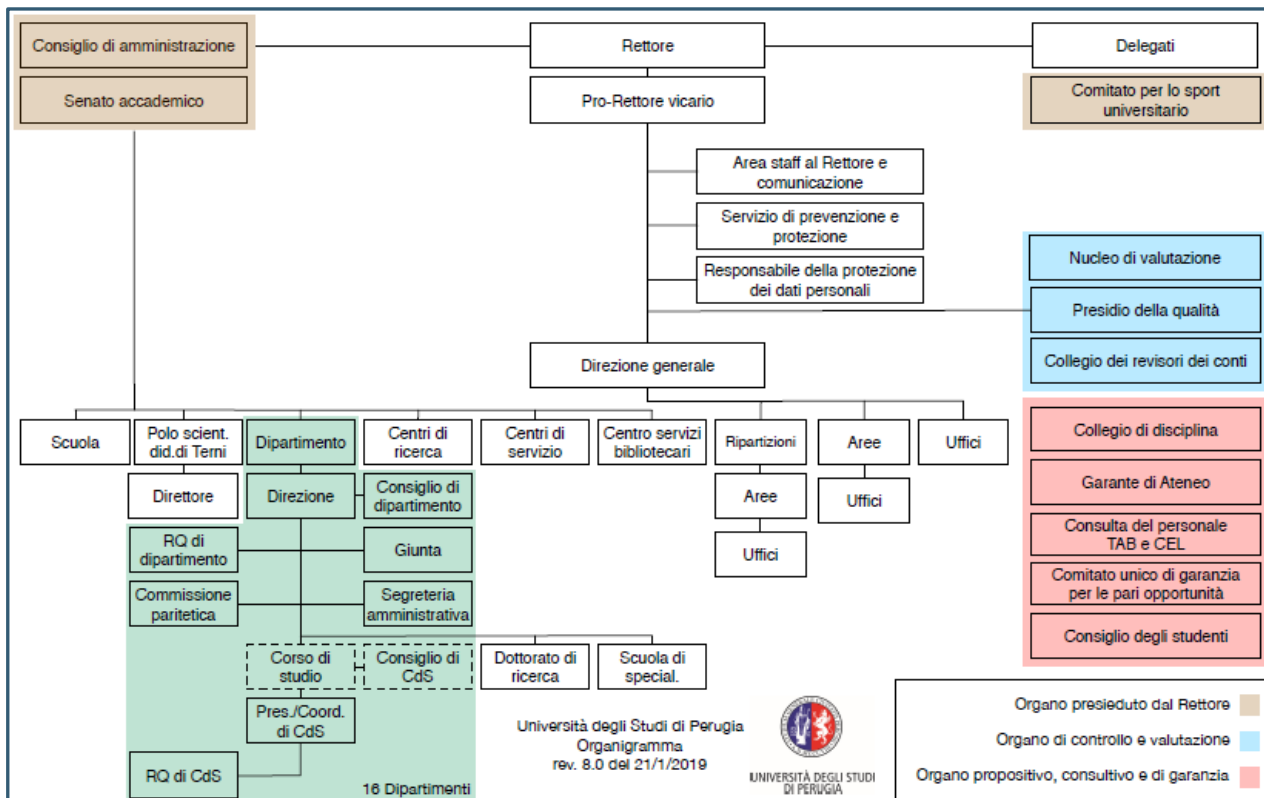 Consiglio di amministrazione
Rettore
Delegati
Senato accademico
Pro-Rettore vicario
Comitato per lo sport
universitario
Area staff al Rettore e
comunicazione
Servizio di prevenzione e
protezione
Responsabile della protezione
dei dati personali
Nucleo di valutazione
Presidio della qualità
Collegio dei revisori dei conti
Direzione generale
Scuola
Polo scient.
did.di Terni
Dipartimento
Centri di
ricerca
Centri di
servizio
Centro servizi
bibliotecari
Ripartizioni
Aree
Uffici
Direttore
Direzione
Consiglio di
dipartimento
Aree
Uffici
RQ di
dipartimento
Giunta
Uffici
Commissione
paritetica
Segreteria
amministrativa
Corso di
studio
Consiglio di
CdS
Dottorato di
ricerca
Scuola di
special.
Pres./Coord.
di CdS
RQ di CdS
16 Dipartimenti
Collegio di disciplina
Garante di Ateneo
Consulta del personale
TAB e CEL
Comitato unico di garanzia
per le pari opportunità
Consiglio degli studenti
Università degli Studi di Perugia
Organigramma
rev. 8.0 del 21/1/2019
UNIVERSITÀ DEGLI STUDI
DI PERUGIA
Organo presieduto dal Rettore
Organo di controllo e valutazione
Organo propositivo, consultivo e di garanzia